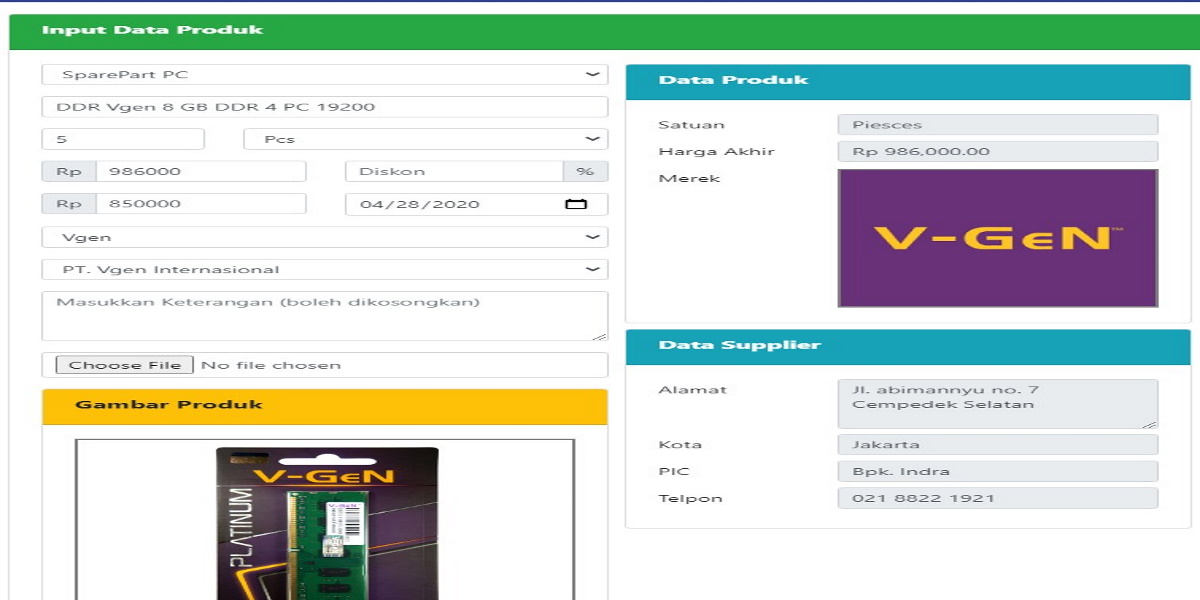 Input Data Produk
SparePart PC
DDR Vgen 8 GB DDR 4 PC 19200
5 Pcs
Rp 986000 Diskon %
Rp 850000 04/28/2020
Vgen
PT. Vgen Internasional
Masukkan Keterangan (boleh dikosongkan)
Choose File No file chosen
Gambar Produk
V-GEN
PLATINUM
V-GEN
Data Produk
Satuan Piesces
Harga Akhir Rp 986,000.00
Merek
V-GEN™
Data Supplier
Alamat Jl. abimannyu no. 7
Cempedek Selatan
Kota Jakarta
PIC Bpk. Indra
Telpon 021 8822 1921